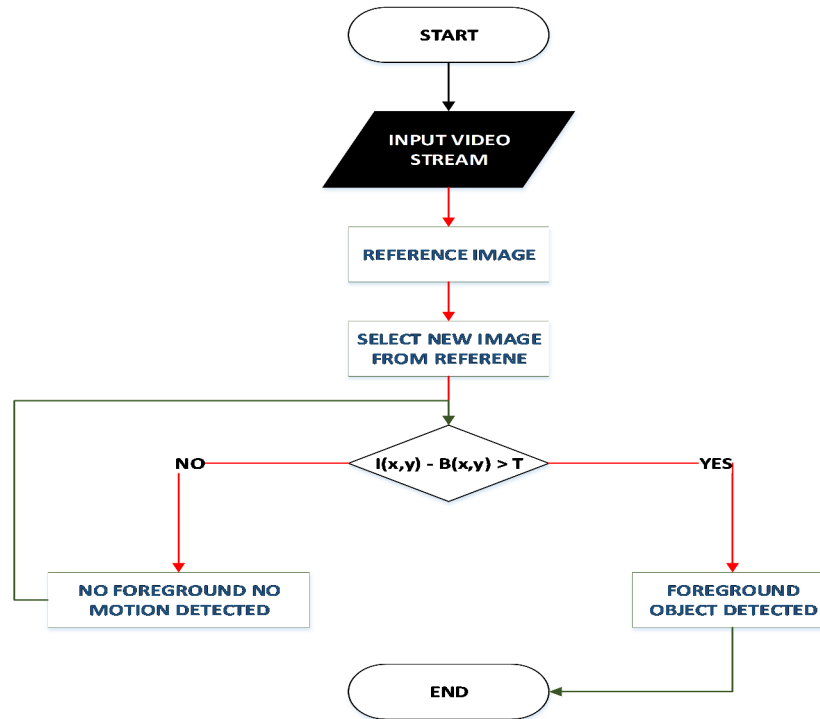 START
INPUT VIDEO
STREAM
REFERENCE IMAGE
SELECT NEW IMAGE
FROM REFERENE
I(x,y) - B(x,y) > T
NO
YES
NO FOREGROUND NO
MOTION DETECTED
FOREGROUND
OBJECT DETECTED
END